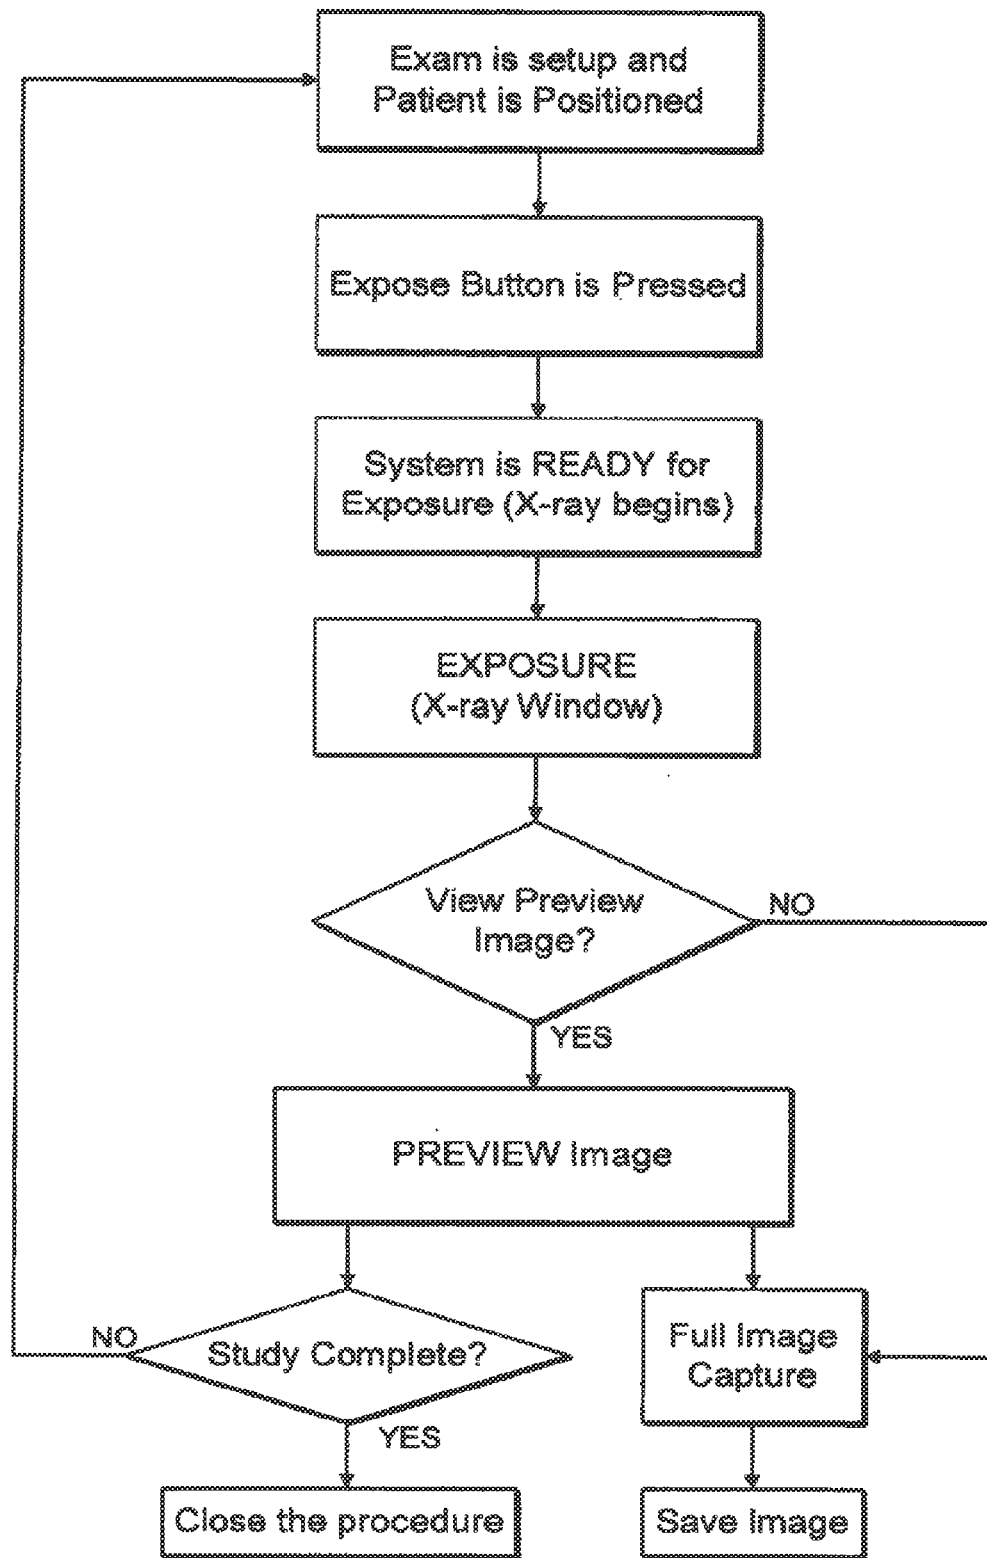 Exam is setup and
Patient is Positioned
Expose Button is Pressed
System is READY for
Exposure (X-ray begins)
EXPOSURE
(X-ray Window)
View Preview
Image?
NO
YES
PREVIEW Image
NO
Study Complete?
YES
Full Image
Capture
Close the procedure
Save Image